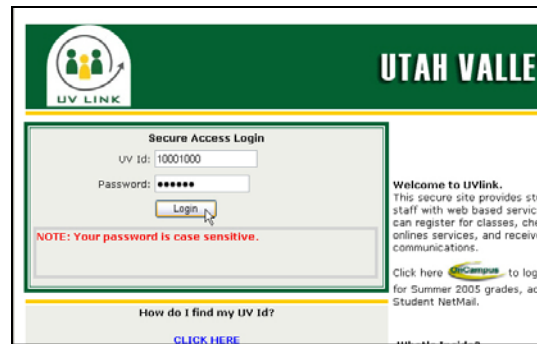 UV LINK
UTAH VALLE
Secure Access Login
UV Id: 10001000
Password: ••••••
Login
NOTE: Your password is case sensitive.
How do I find my UV Id?
CLICK HERE
Welcome to UVlink.
This secure site provides st
staff with web based servic
can register for classes, che
onlines services, and receiv
communications.
Click here OnCampus to log
for Summer 2005 grades, ac
Student NetMail.